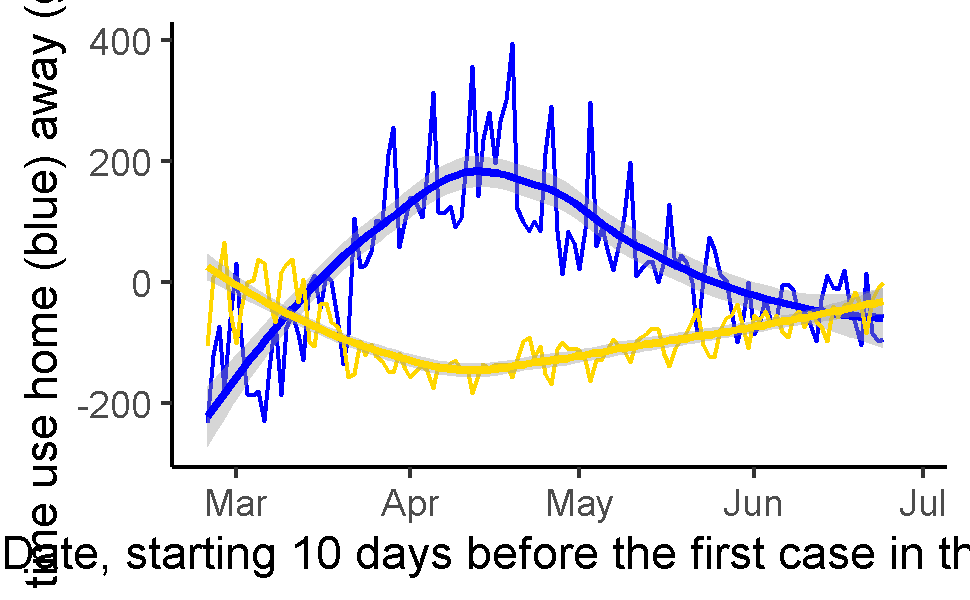 time use home (blue) away (
400
200
0
-200
Mar Apr May Jun Jul
Date, starting 10 days before the first case in th